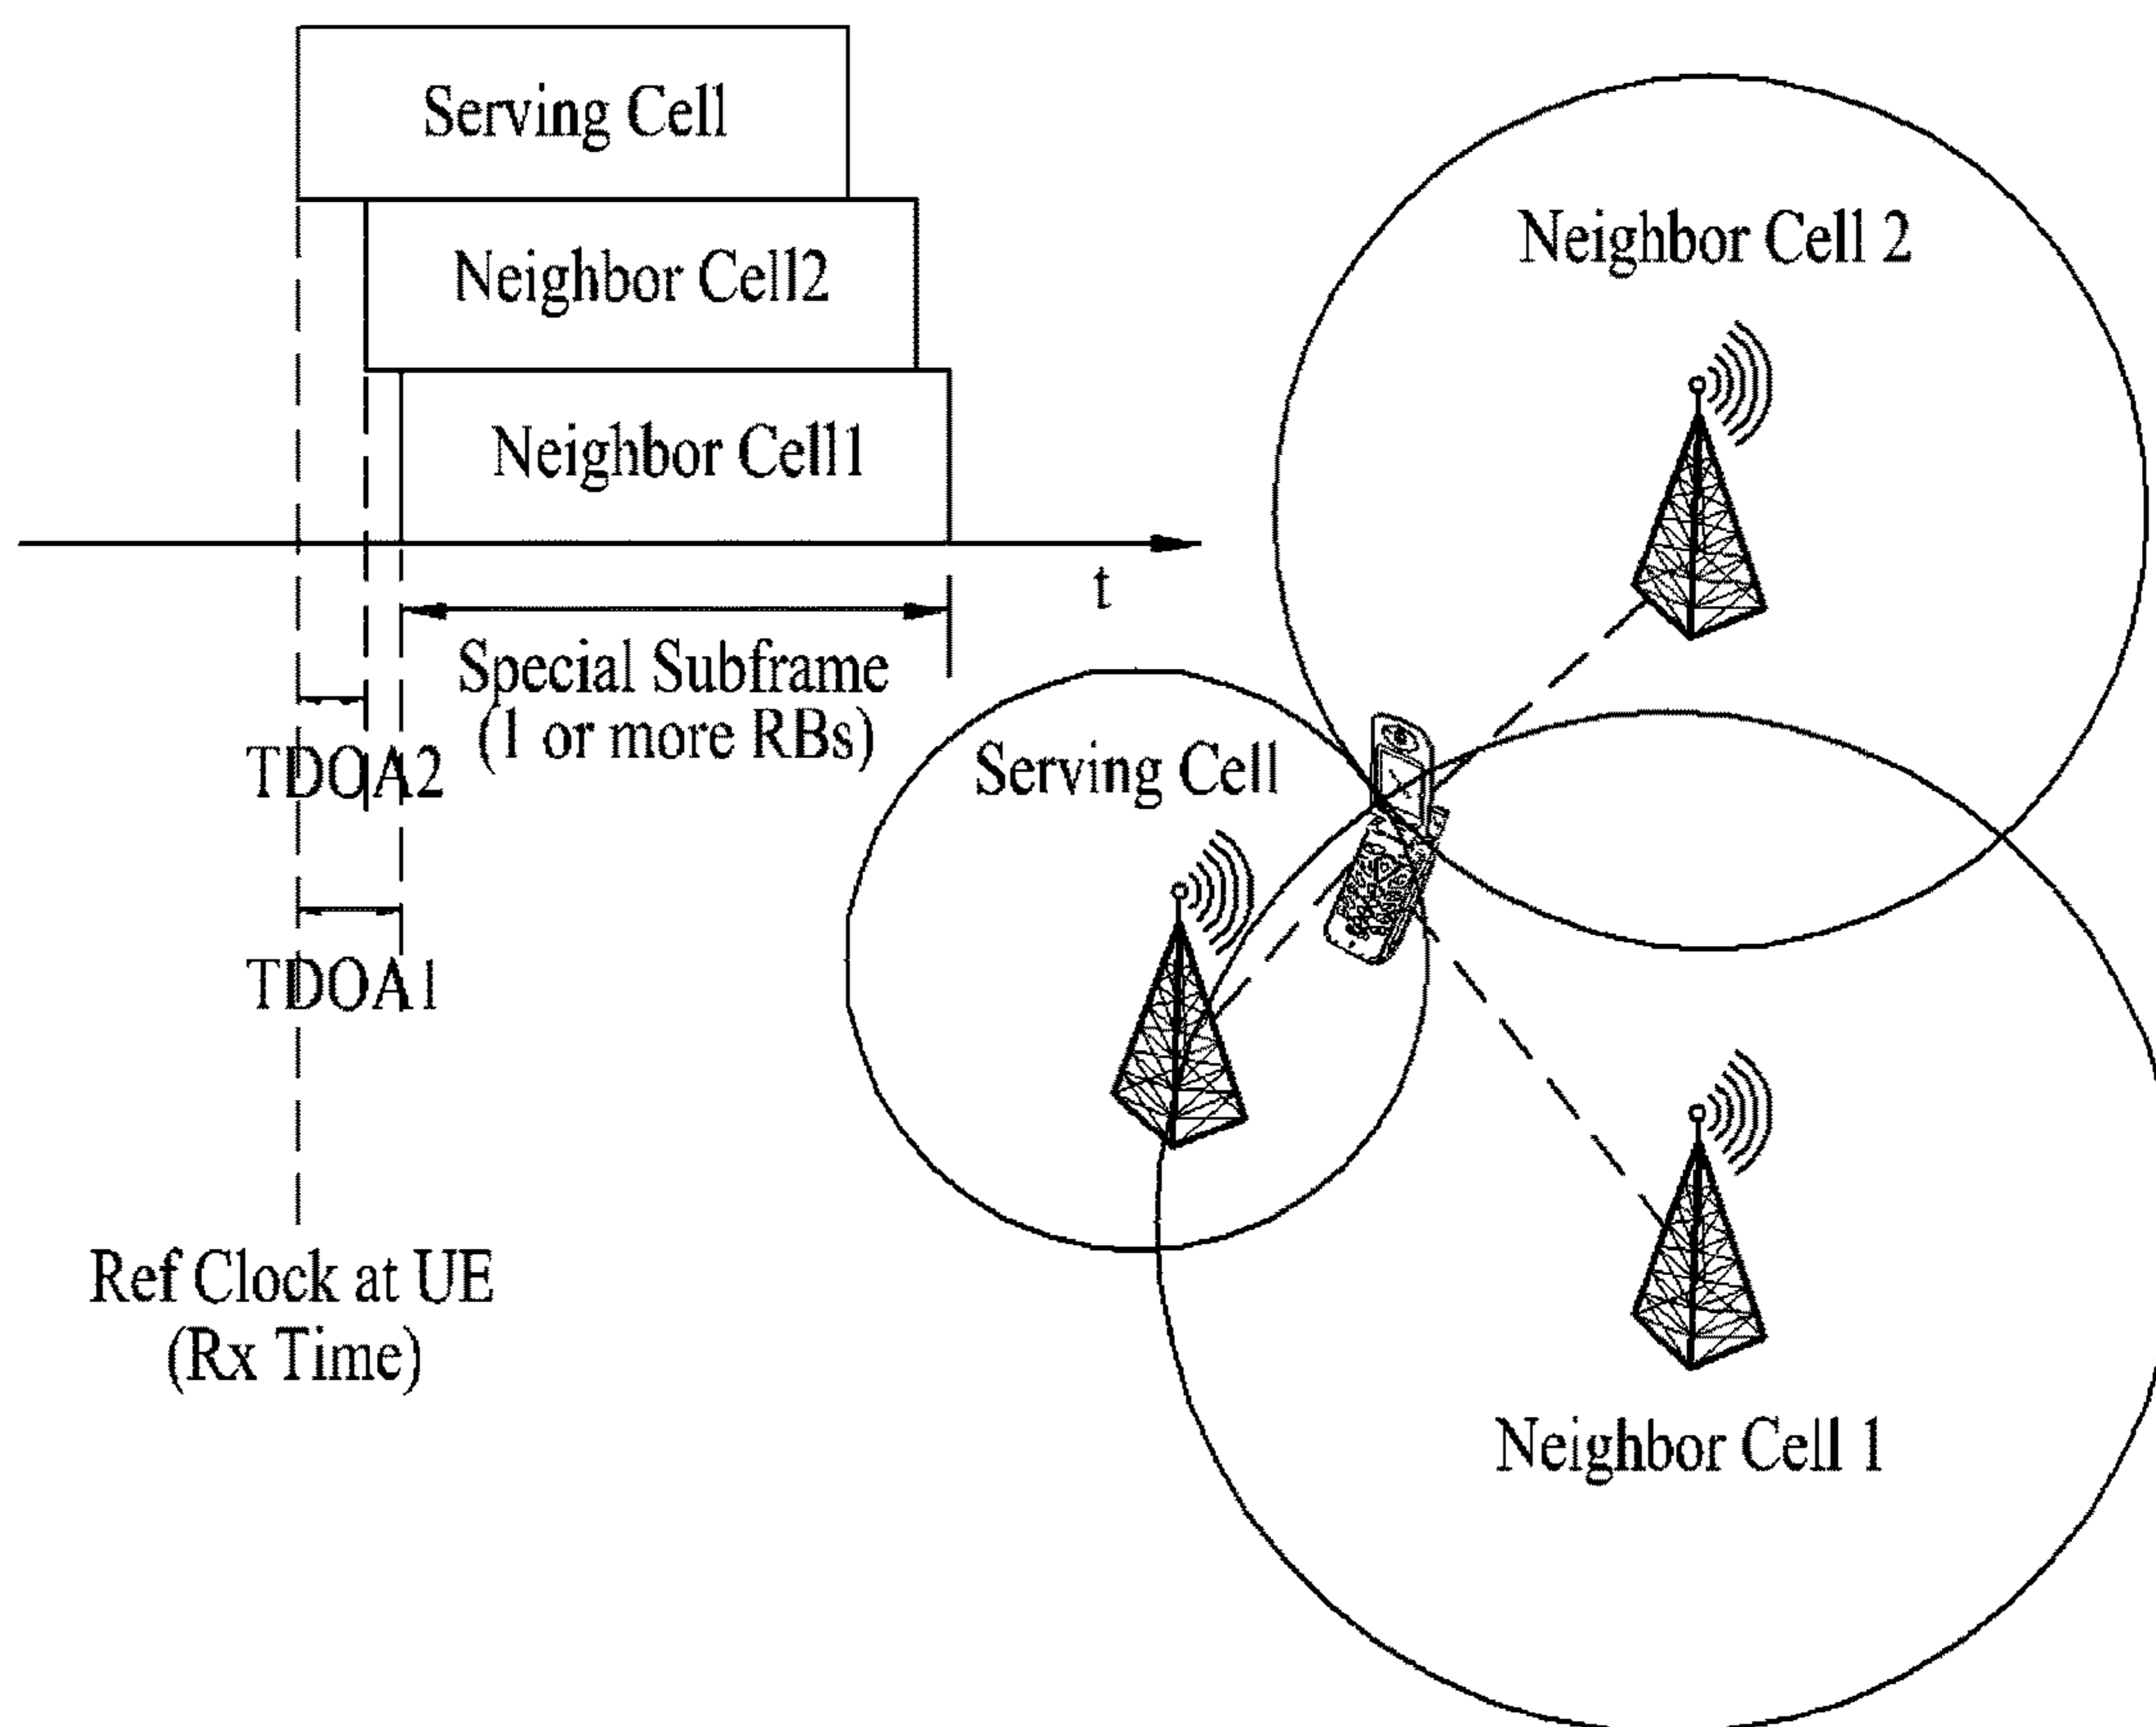 Serving Cell
Neighbor Cell2
Neighbor Cell1
t
Special Subframe
(1 or more RBs)
TDOA2
TDOA1
Ref Clock at UE
(Rx Time)
Neighbor Cell 2
Serving Cell
Neighbor Cell 1